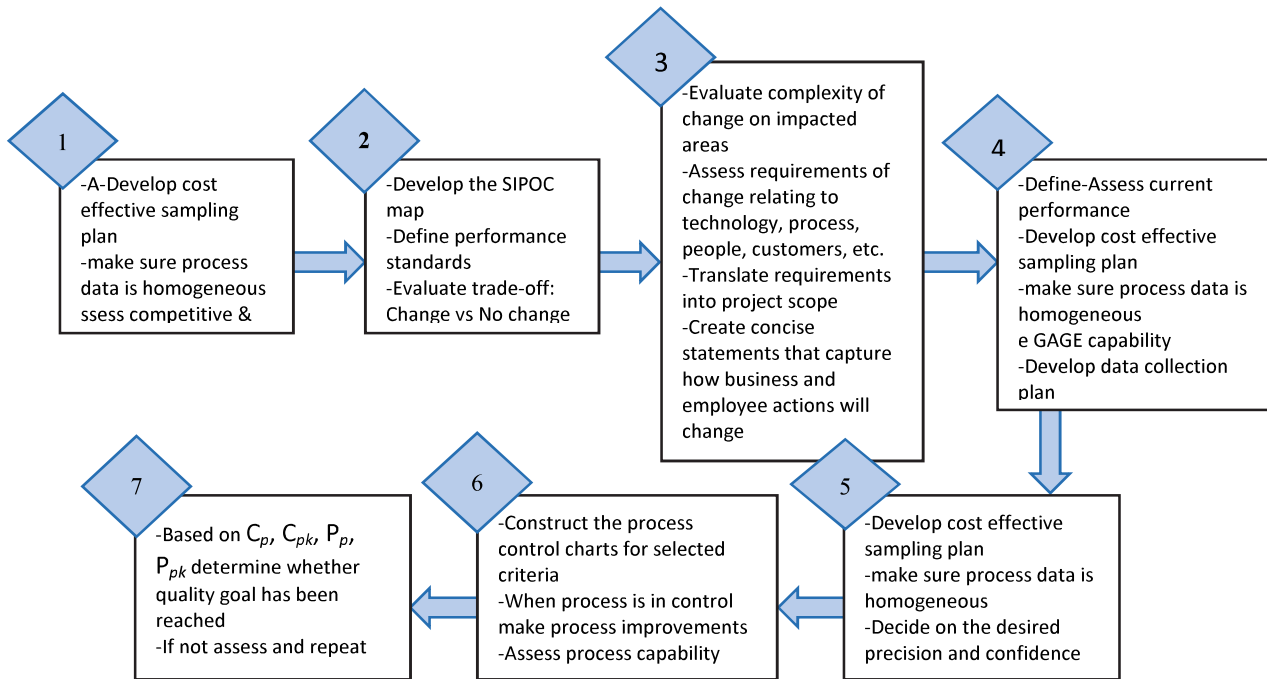 1
-A-Develop cost
effective sampling
plan
-make sure process
data is homogeneous
ssess competitive &
2
-Develop the SIPOC
map
-Define performance
standards
-Evaluate trade-off:
Change vs No change
3
-Evaluate complexity of
change on impacted
areas
-Assess requirements of
change relating to
technology, process,
people, customers, etc.
-Translate requirements
into project scope
-Create concise
statements that capture
how business and
employee actions will
change
4
-Define-Assess current
performance
-Develop cost effective
sampling plan
-make sure process data is
homogeneous
e GAGE capability
-Develop data collection
plan
5
-Develop cost effective
sampling plan
-make sure process data is
homogeneous
-Decide on the desired
precision and confidence
6
-Construct the process
control charts for selected
criteria
-When process is in control
make process improvements
-Assess process capability
7
-Based on Cp, Cpk, Pp,
Ppk determine whether
quality goal has been
reached
-If not assess and repeat